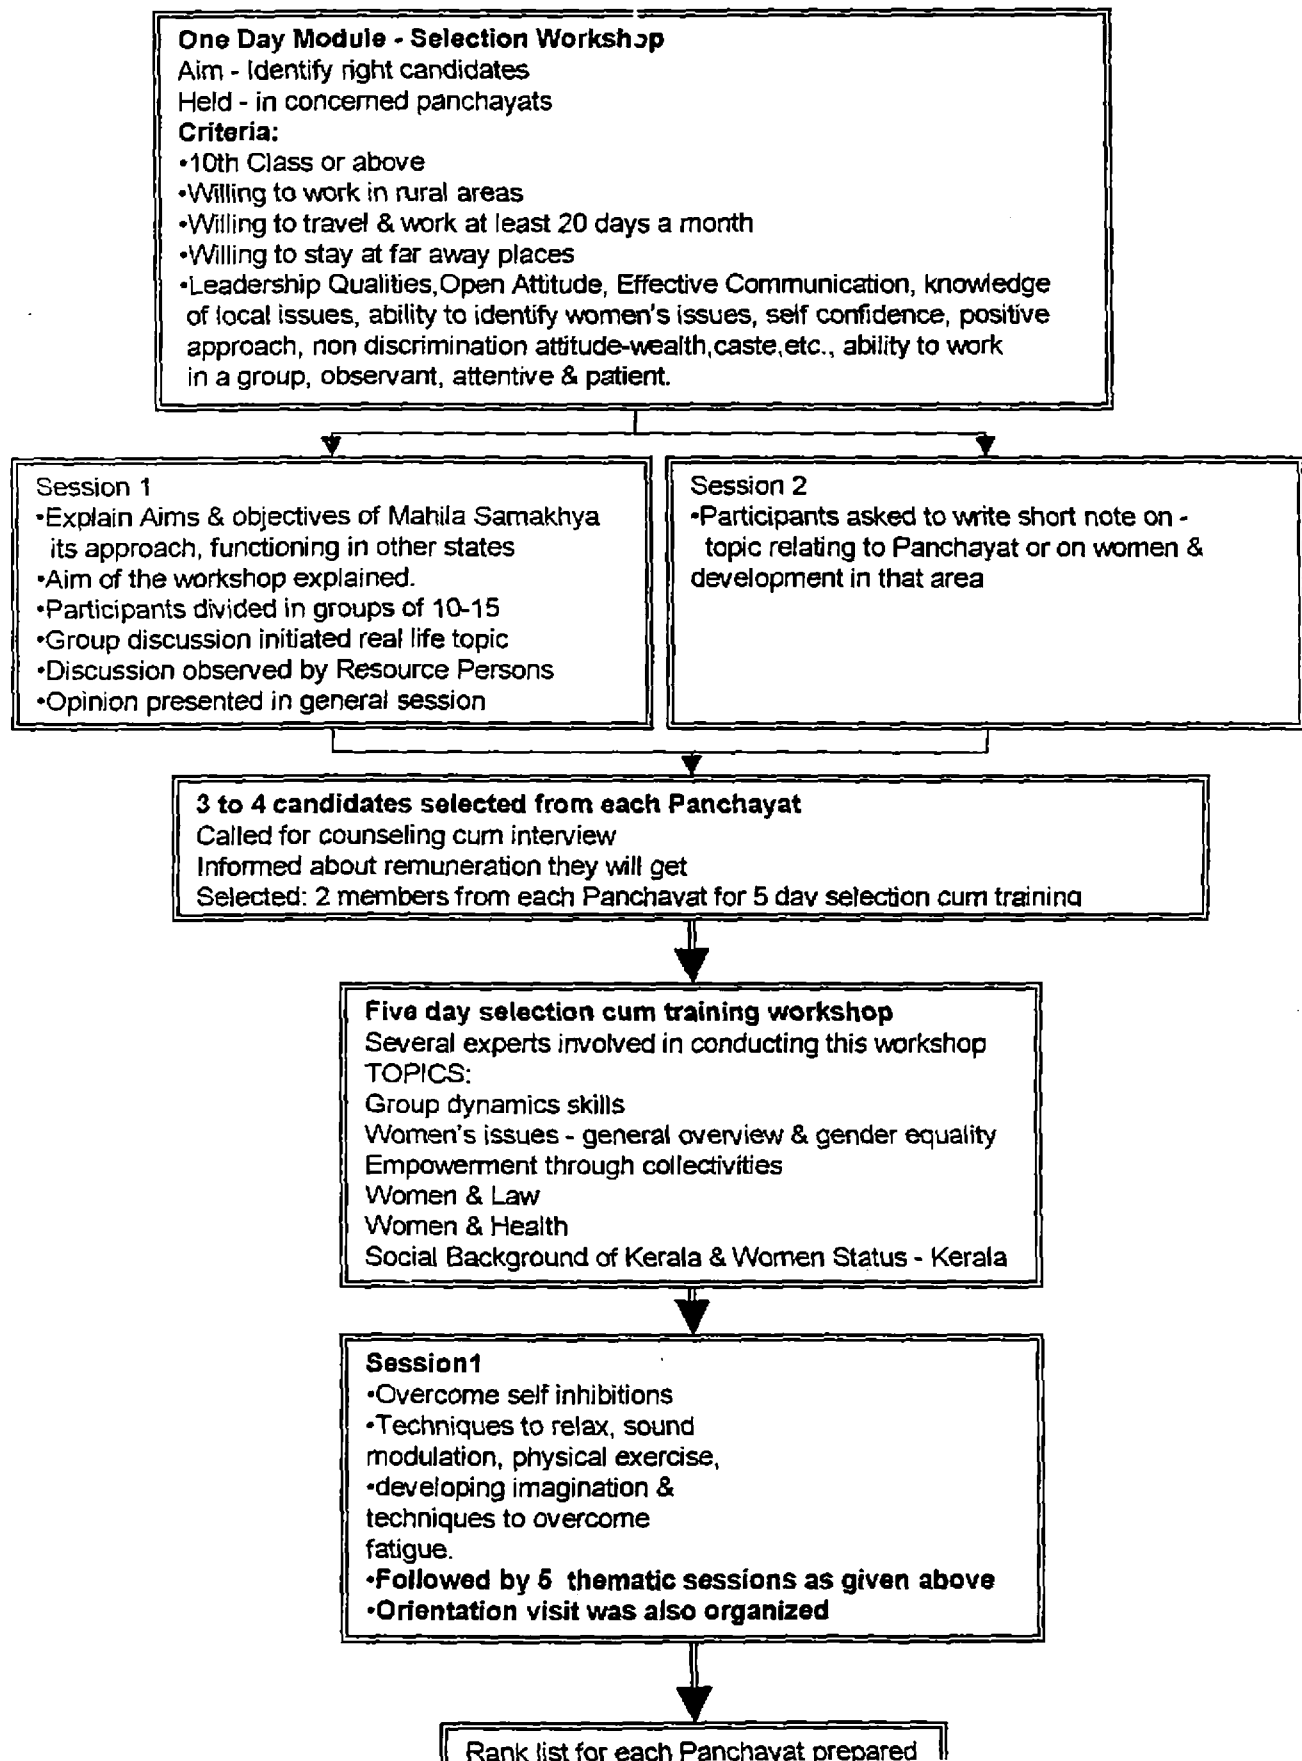 One Day Module - Selection Workshop
Aim - Identify right candidates
Held - in concerned panchayats
Criteria:
•10th Class or above
•Willing to work in rural areas
•Willing to travel & work at least 20 days a month
•Willing to stay at far away places
•Leadership Qualities,Open Attitude, Effective Communication, knowledge
of local issues, ability to identify women's issues, self confidence, positive
approach, non discrimination attitude-wealth,caste,etc., ability to work
in a group, observant, attentive & patient.
Session 1
•Explain Aims & objectives of Mahila Samakhya
its approach, functioning in other states
•Aim of the workshop explained.
•Participants divided in groups of 10-15
•Group discussion initiated real life topic
•Discussion observed by Resource Persons
•Opinion presented in general session
Session 2
•Participants asked to write short note on -
topic relating to Panchayat or on women &
development in that area
3 to 4 candidates selected from each Panchayat
Called for counseling cum interview
Informed about remuneration they will get
Selected: 2 members from each Panchayat for 5 day selection cum training
Five day selection cum training workshop
Several experts involved in conducting this workshop
TOPICS:
Group dynamics skills
Women's issues - general overview & gender equality
Empowerment through collectivities
Women & Law
Women & Health
Social Background of Kerala & Women Status - Kerala
Session1
•Overcome self inhibitions
•Techniques to relax, sound
modulation, physical exercise,
•developing imagination &
techniques to overcome
fatigue.
•Followed by 5 thematic sessions as given above
•Orientation visit was also organized
Rank list for each Panchayat prepared